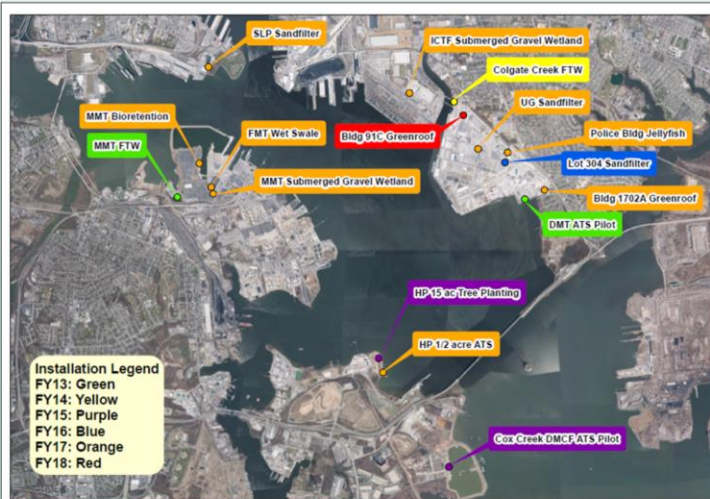 SLP Sandfilter
ICTF Submerged Gravel Wetland
Colgate Creek FTW
UG Sandfilter
MMT Bioretention
FMT Wet Swale
Bldg 91C Greenroof
Police Bldg Jellyfish
MMT FTW
Lot 304 Sandfilter
MMT Submerged Gravel Wetland
Bldg 1702A Greenroof
DMT ATS Pilot
HP 15 ac Tree Planting
HP 1/2 acre ATS
Installation Legend
FY13: Green
FY14: Yellow
FY15: Purple
FY16: Blue
FY17: Orange
FY18: Red
Cox Creek DMCF ATS Pilot